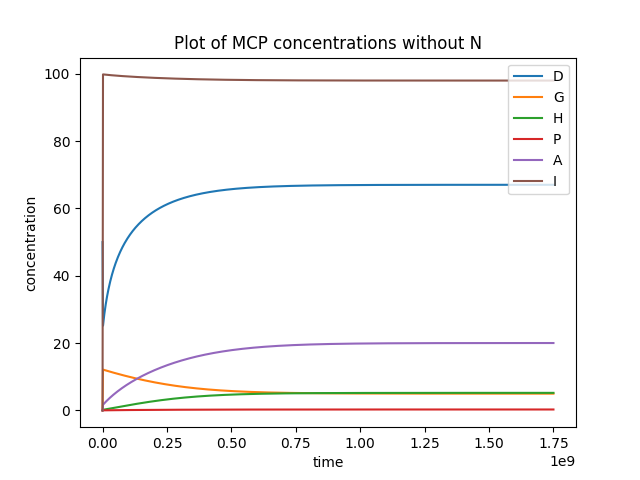 Plot of MCP concentrations without N
concentration
100
80
60
40
20
0
D
G
H
P
A
I
0.00 0.25 0.50 0.75 1.00 1.25 1.50 1.75
1e9
time